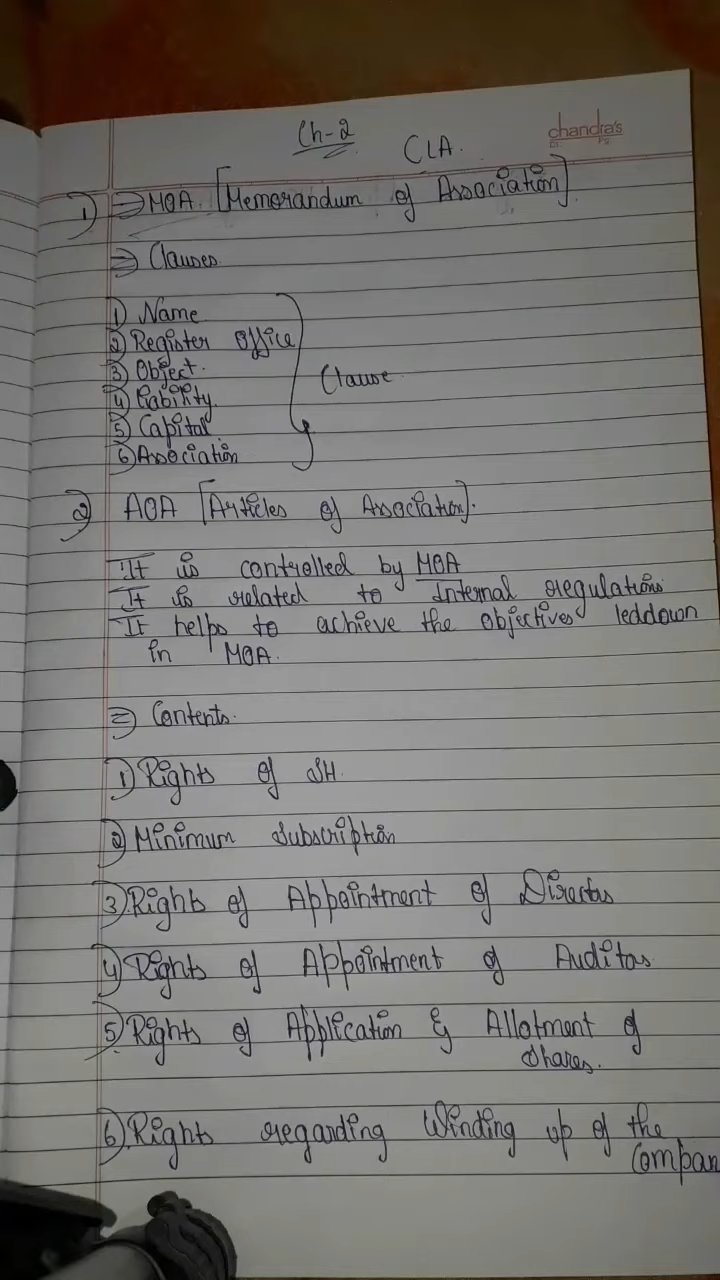 Ch-2
chandra's
CLA.
1) => MOA [Memorandum of Association].
=> Clauses.
1) Name
2) Register office
3) Object.
Clause
4) Liability
5) Capital.
6) Association
2) AOA [Articles of Association].
It is controlled by MOA
It is related to Internal regulations
It helps to achieve the objectives leddown
in MOA.
=> Contents.
1) Rights of SH.
2) Minimum subscription
3) Rights of Appointment of Directors
4) Rights of Appointment of Auditors
5) Rights of Application & Allotment of
shares.
6) Rights regarding Winding up of the
Compan